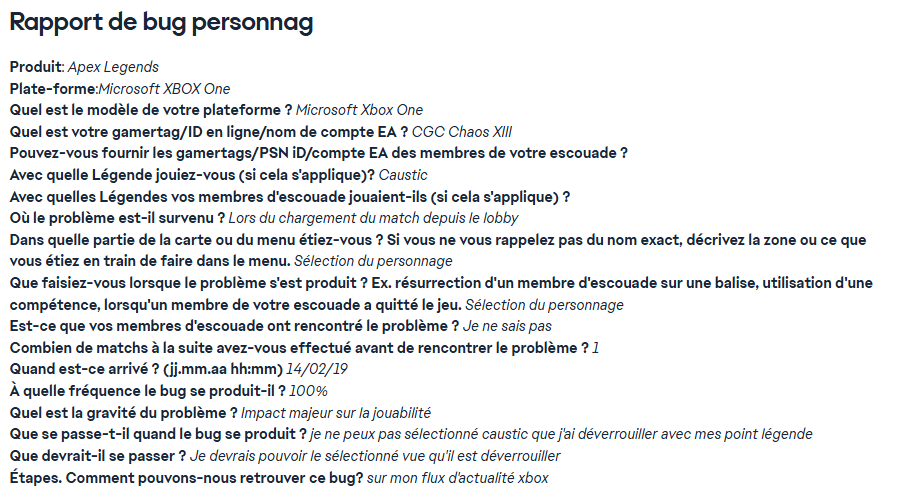 Rapport de bug personnag
Produit: Apex Legends
Plate-forme:Microsoft XBOX One
Quel est le modèle de votre plateforme ? Microsoft Xbox One
Quel est votre gamertag/ID en ligne/nom de compte EA ? CGC Chaos XIII
Pouvez-vous fournir les gamertags/PSN iD/compte EA des membres de votre escouade ?
Avec quelle Légende jouiez-vous (si cela s'applique)? Caustic
Avec quelles Légendes vos membres d'escouade jouaient-ils (si cela s'applique) ?
Où le problème est-il survenu ? Lors du chargement du match depuis le lobby
Dans quelle partie de la carte ou du menu étiez-vous ? Si vous ne vous rappelez pas du nom exact, décrivez la zone ou ce que
vous étiez en train de faire dans le menu. Sélection du personnage
Que faisiez-vous lorsque le problème s'est produit ? Ex. résurrection d'un membre d'escouade sur une balise, utilisation d'une
compétence, lorsqu'un membre de votre escouade a quitté le jeu. Sélection du personnage
Est-ce que vos membres d'escouade ont rencontré le problème ? Je ne sais pas
Combien de matchs à la suite avez-vous effectué avant de rencontrer le problème ? 1
Quand est-ce arrivé ? (jj.mm.aa hh:mm) 14/02/19
À quelle fréquence le bug se produit-il ? 100%
Quel est la gravité du problème ? Impact majeur sur la jouabilité
Que se passe-t-il quand le bug se produit ? je ne peux pas sélectionné caustic que j'ai déverrouiller avec mes point légende
Que devrait-il se passer ? Je devrais pouvoir le sélectionné vue qu'il est déverrouiller
Étapes. Comment pouvons-nous retrouver ce bug? sur mon flux d'actualité xbox